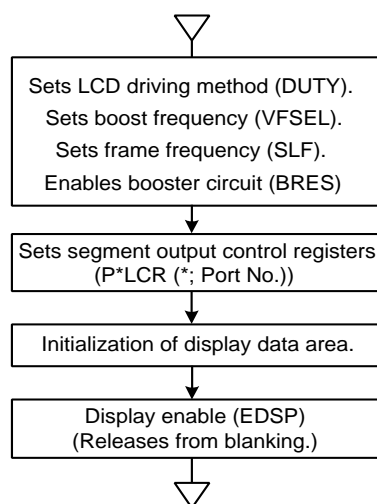 Sets LCD driving method (DUTY).
Sets boost frequency (VFSEL).
Sets frame frequency (SLF).
Enables booster circuit (BRES)
Sets segment output control registers
(P*LCR (*; Port No.))
Initialization of display data area.
Display enable (EDSP)
(Releases from blanking.)